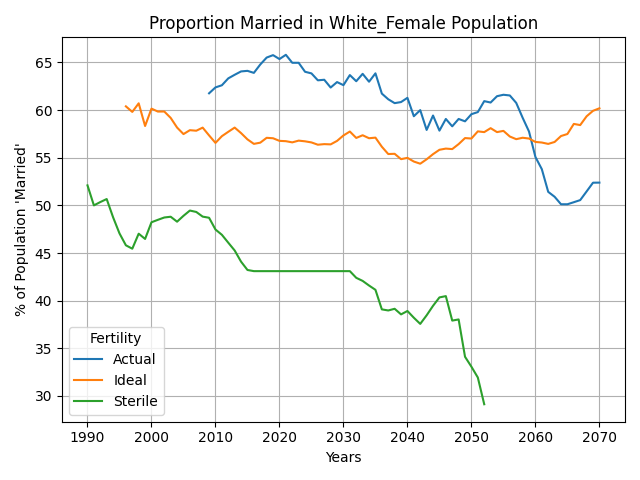 Proportion Married in White_Female Population
% of Population 'Married'
65
60
55
50
45
40
35
30
Fertility
Actual
Ideal
Sterile
1990 2000 2010 2020 2030 2040 2050 2060 2070
Years